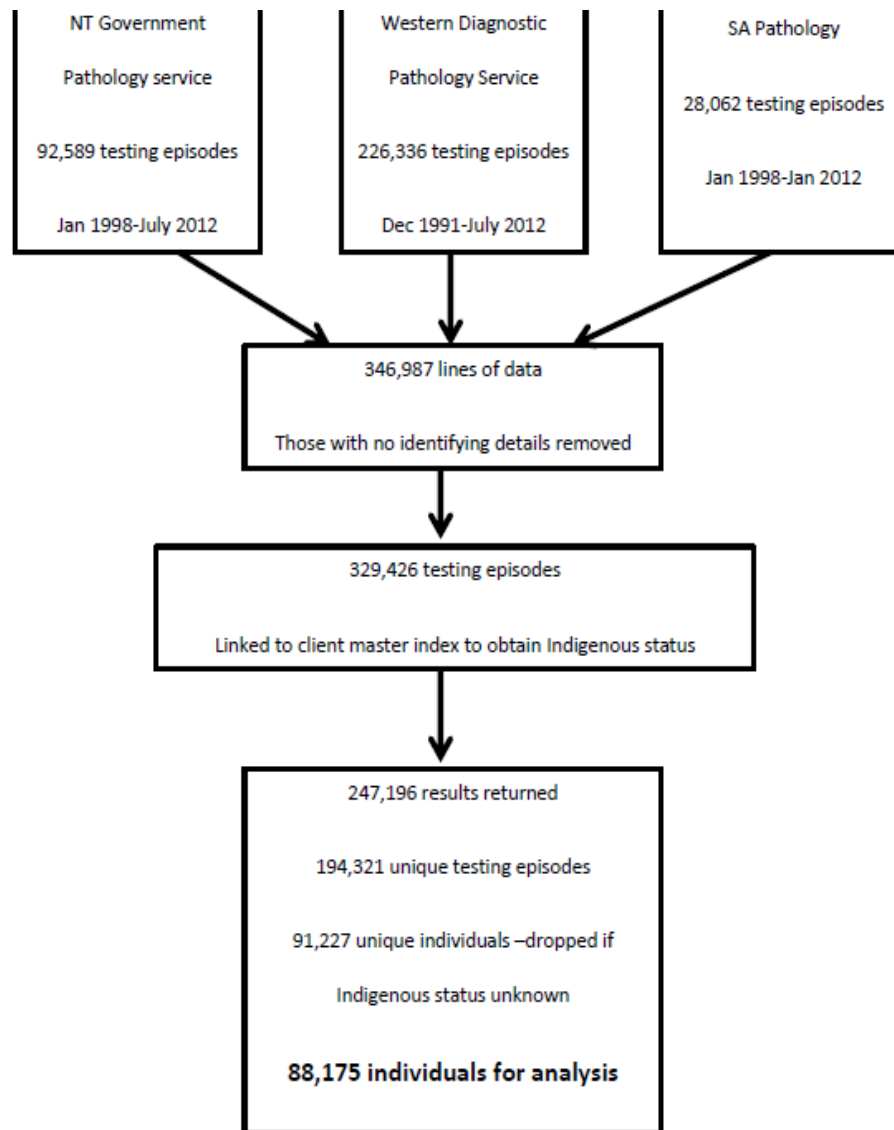 NT Government
Pathology service
92,589 testing episodes
Jan 1998-July 2012
Western Diagnostic
Pathology Service
226,336 testing episodes
Dec 1991-July 2012
SA Pathology
28,062 testing episodes
Jan 1998-Jan 2012
346,987 lines of data
Those with no identifying details removed
329,426 testing episodes
Linked to client master index to obtain Indigenous status
247,196 results returned
194,321 unique testing episodes
91,227 unique individuals –dropped if
Indigenous status unknown
88,175 individuals for analysis